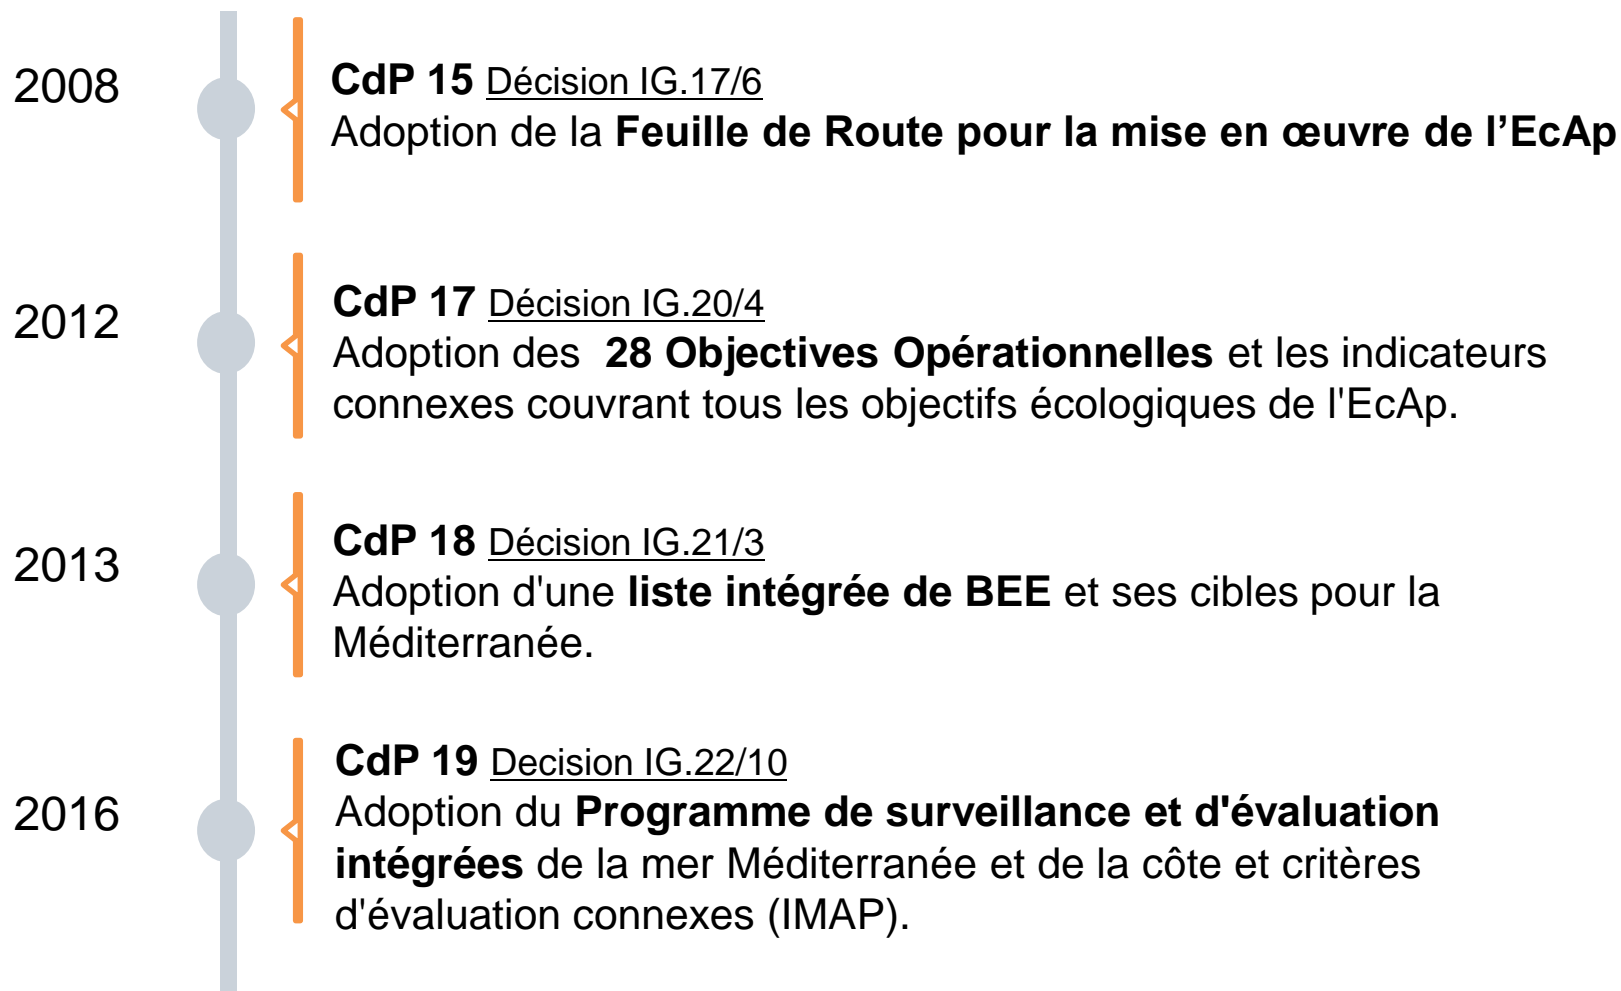 2008
CdP 15 Décision IG.17/6
Adoption de la Feuille de Route pour la mise en œuvre de l’EcAp
2012
CdP 17 Décision IG.20/4
Adoption des  28 Objectives Opérationnelles et les indicateurs
connexes couvrant tous les objectifs écologiques de l'EcAp.
2013
CdP 18 Décision IG.21/3
Adoption d'une liste intégrée de BEE et ses cibles pour la
Méditerranée.
2016
CdP 19 Decision IG.22/10
Adoption du Programme de surveillance et d'évaluation
intégrées de la mer Méditerranée et de la côte et critères
d'évaluation connexes (IMAP).